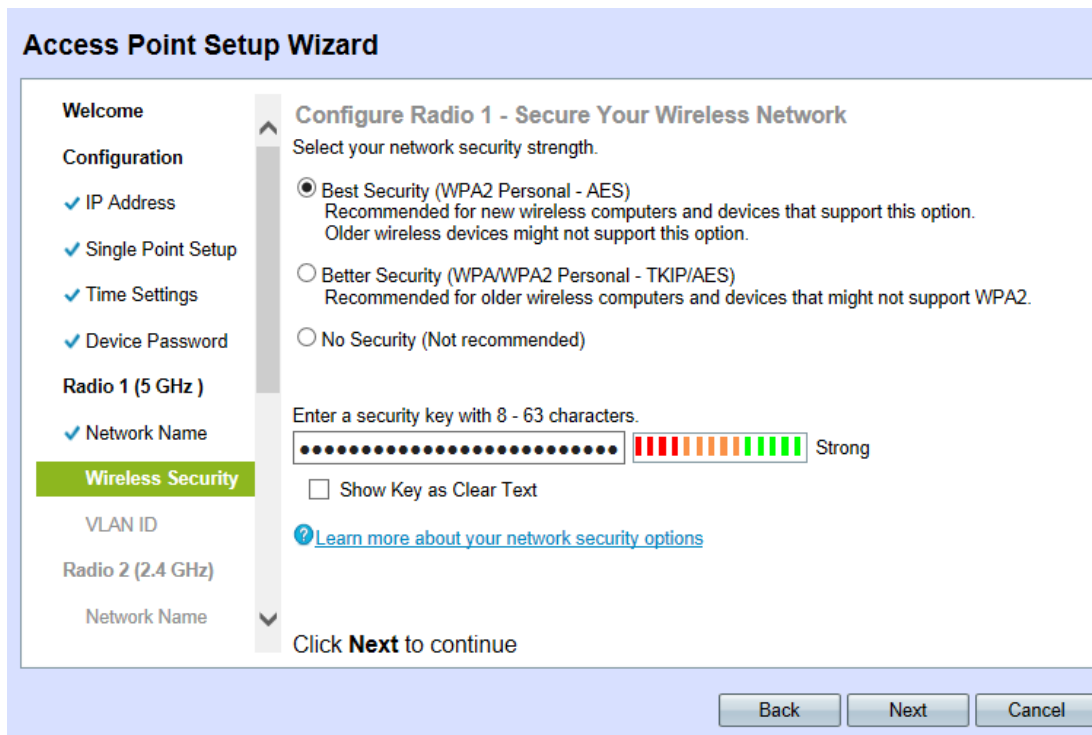 Access Point Setup Wizard
Welcome
Configuration
IP Address
Single Point Setup
Time Settings
Device Password
Radio 1 (5 GHz )
Network Name
Wireless Security
VLAN ID
Radio 2 (2.4 GHz)
Network Name
Configure Radio 1 - Secure Your Wireless Network
Select your network security strength.
Best Security (WPA2 Personal - AES)
Recommended for new wireless computers and devices that support this option.
Older wireless devices might not support this option.
Better Security (WPA/WPA2 Personal - TKIP/AES)
Recommended for older wireless computers and devices that might not support WPA2.
No Security (Not recommended)
Enter a security key with 8 - 63 characters.
•••••••••••••••••••••••••••
Strong
Show Key as Clear Text
?
Learn more about your network security options
Click Next to continue
Back
Next
Cancel